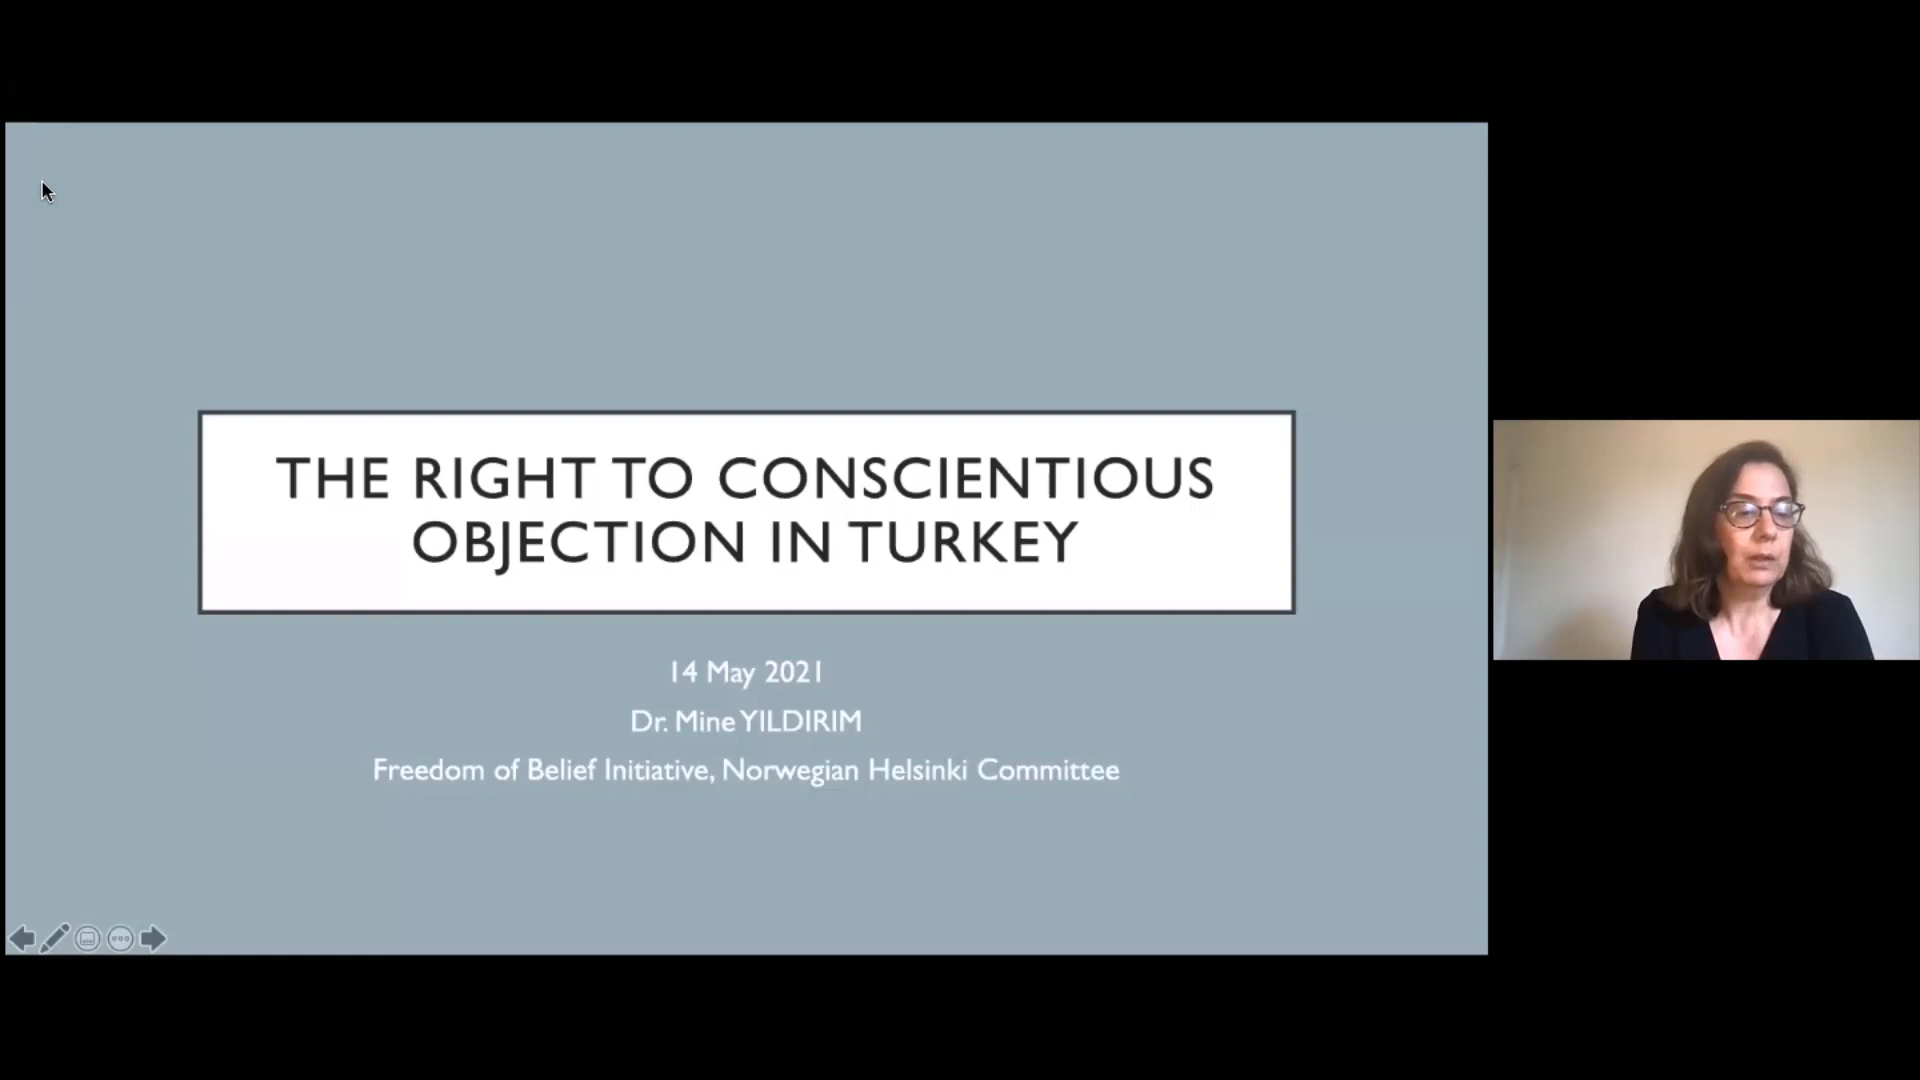 THE RIGHT TO CONSCIENTIOUS
OBJECTION IN TURKEY
14 May 2021
Dr. Mine YILDIRIM
Freedom of Belief Initiative, Norwegian Helsinki Committee